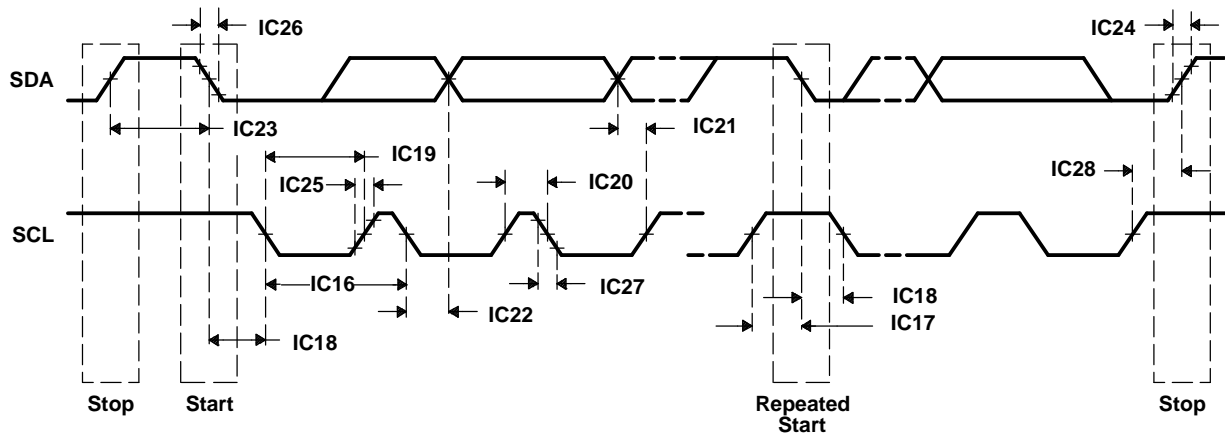 IC26
IC24
SDA
IC23
IC21
IC19
IC25
IC20
IC28
SCL
IC16
IC27
IC22
IC18
IC18
IC17
Stop
Start
Repeated
Start
Stop